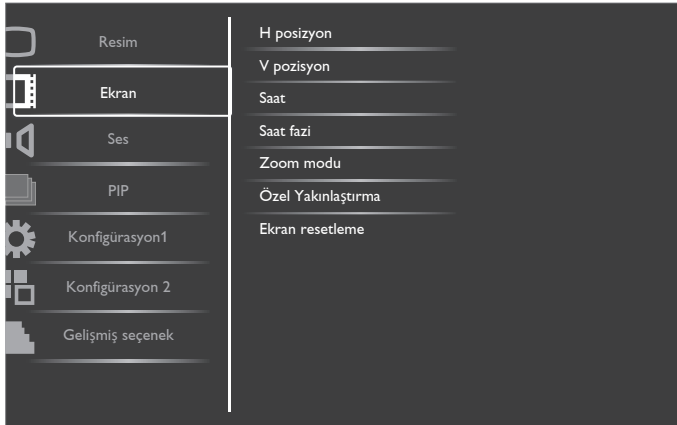 Resim
Ekran
Ses
PIP
Konfigürasyon1
Konfigürasyon 2
Gelişmiş seçenek
H posizyon
V pozisyon
Saat
Saat fazi
Zoom modu
Özel Yakınlaştırma
Ekran resetleme